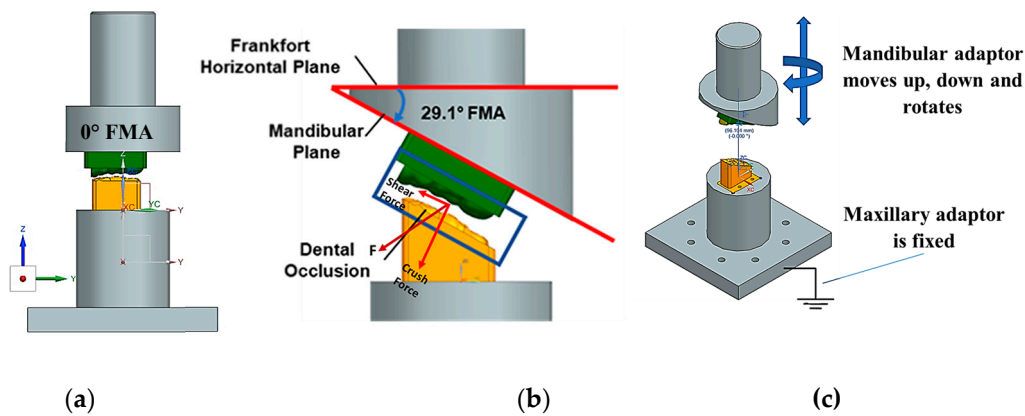 0° FMA
Z
XC
YC
Y
Y
Z
Y
(a)
Frankfort
Horizontal Plane
29.1° FMA
Mandibular
Plane
Shear
Force
F
Dental
Occlusion
Crush
Force
(b)
Mandibular adaptor
moves up, down and
rotates
XC
Maxillary adaptor
is fixed
(c)